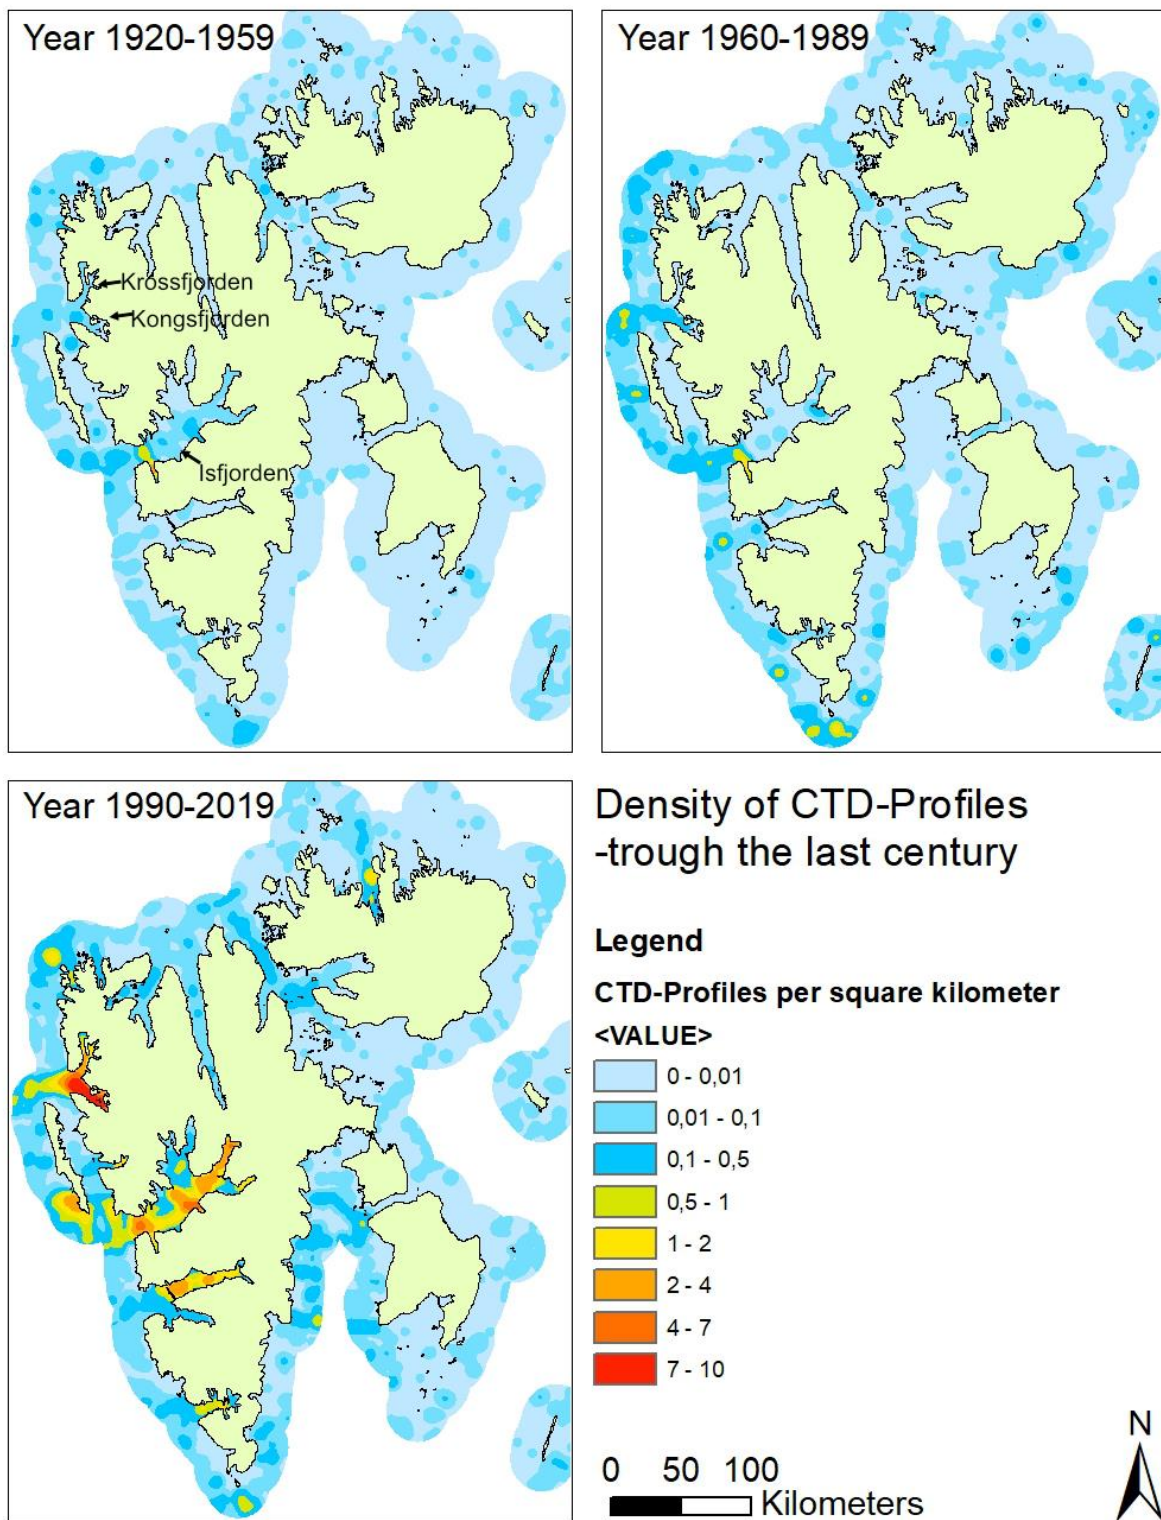 Year 1920-1959
Year 1960-1989
Krossfjorden
Kongsfjorden
Isfjorden
Year 1990-2019
Density of CTD-Profiles
-trough the last century
Legend
CTD-Profiles per square kilometer
<VALUE>
0 - 0,01
0,01 - 0,1
0,1 - 0,5
0,5 - 1
1 - 2
2 - 4
4 - 7
7 - 10
N
0 50 100
Kilometers